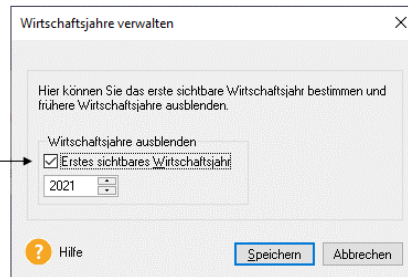 Wirtschaftsjahre verwalten
Hier können Sie das erste sichtbare Wirtschaftsjahr bestimmen und
frühere Wirtschaftsjahre ausblenden.
Wirtschaftsjahre ausblenden
Erstes sichtbares Wirtschaftsjahr
2021
? Hilfe
Speichern
Abbrechen